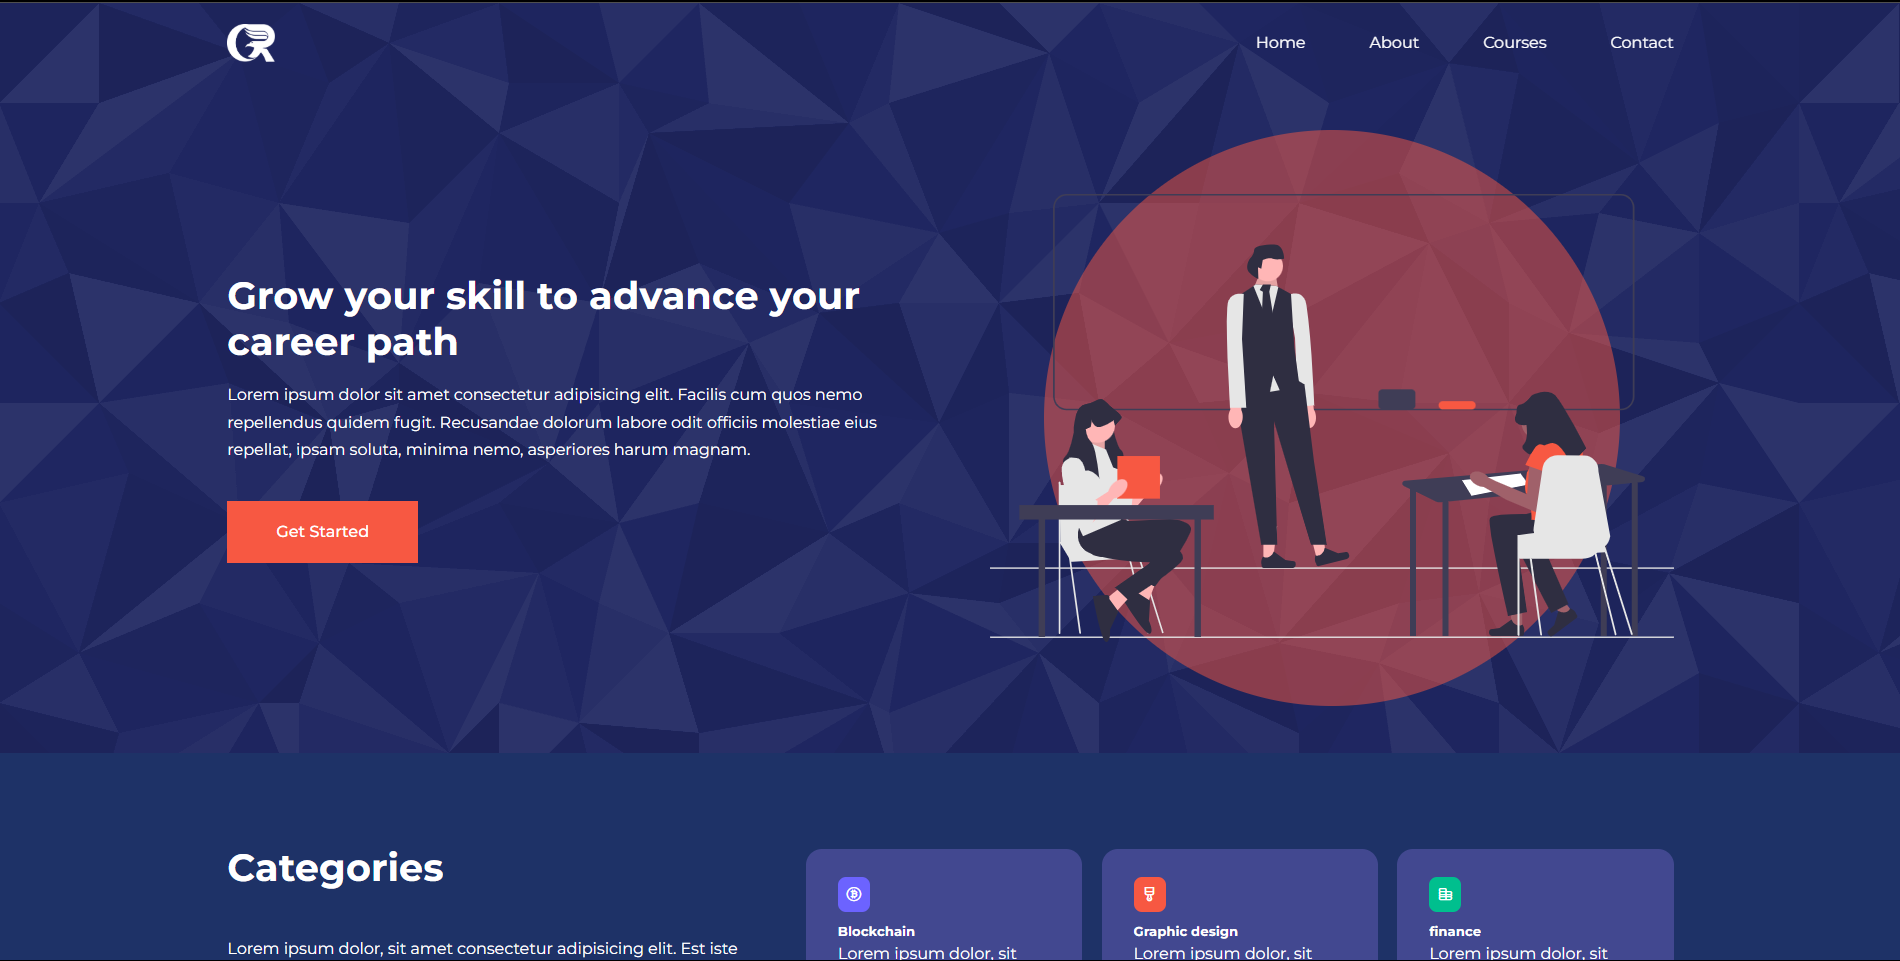 Home About Courses Contact
Grow your skill to advance your
career path
Lorem ipsum dolor sit amet consectetur adipisicing elit. Facilis cum quos nemo
repellendus quidem fugit. Recusandae dolorum labore odit officiis molestiae eius
repellat, ipsam soluta, minima nemo, asperiores harum magnam.
Get Started
Categories
Lorem ipsum dolor, sit amet consectetur adipisicing elit. Est iste
Blockchain
Lorem ipsum dolor, sit
Graphic design
Lorem ipsum dolor, sit
finance
Lorem ipsum dolor, sit